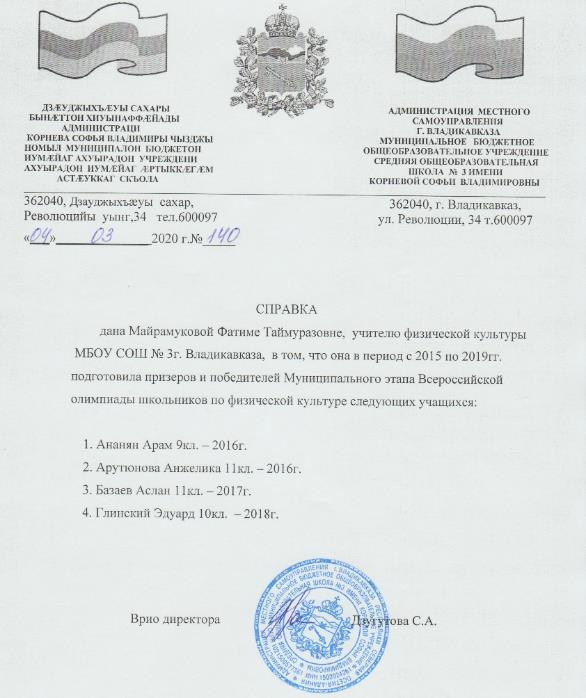 ДЗÆУДЖЫХЪÆУЫ САХАРЫ
БЫНÆТТОН ХИУЫНАФФÆЙАДЫ
АДМИНИСТРАЦИ
КОРНЕВА СОФЬЯ ВЛАДИМИРЫ ЧЫЗДЖЫ
НОМЫЛ МУНИЦИПАЛОН БЮДЖЕТОН
ИУМÆЙАГ АХУЫРАДОН УЧРЕЖДЕНИ
АХУЫРАДОН ИУМÆЙАГ ÆРТЫККÆГÆМ
АСТÆУККАГ СКЪОЛА
АДМИНИСТРАЦИЯ МЕСТНОГО
САМОУПРАВЛЕНИЯ
Г. ВЛАДИКАВКАЗА
МУНИЦИПАЛЬНОЕ БЮДЖЕТНОЕ
ОБЩЕОБРАЗОВАТЕЛЬНОЕ УЧРЕЖДЕНИЕ
СРЕДНЯЯ ОБЩЕОБРАЗОВАТЕЛЬНАЯ
ШКОЛА № 3 ИМЕНИ
КОРНЕВОЙ СОФЬИ ВЛАДИМИРОВНЫ
362040, Дзауджыхъæуы сахар,
Революцийы уынг,34 тел.600097
«04» 03 2020 г.№ 140
362040, г. Владикавказ,
ул. Революции, 34 т.600097
СПРАВКА
дана Майрамуковой Фатиме Таймуразовне, учителю физической культуры
МБОУ СОШ № 3г. Владикавказа, в том, что она в период с 2015 по 2019гг.
подготовила призеров и победителей Муниципального этапа Всероссийской
олимпиады школьников по физической культуре следующих учащихся:
1. Ананян Арам 9кл. – 2016г.
2. Арутюнова Анжелика 11кл. – 2016г.
3. Базаев Аслан 11кл. – 2017г.
4. Глинский Эдуард 10кл. – 2018г.
Врио директора Дзугутова С.А.